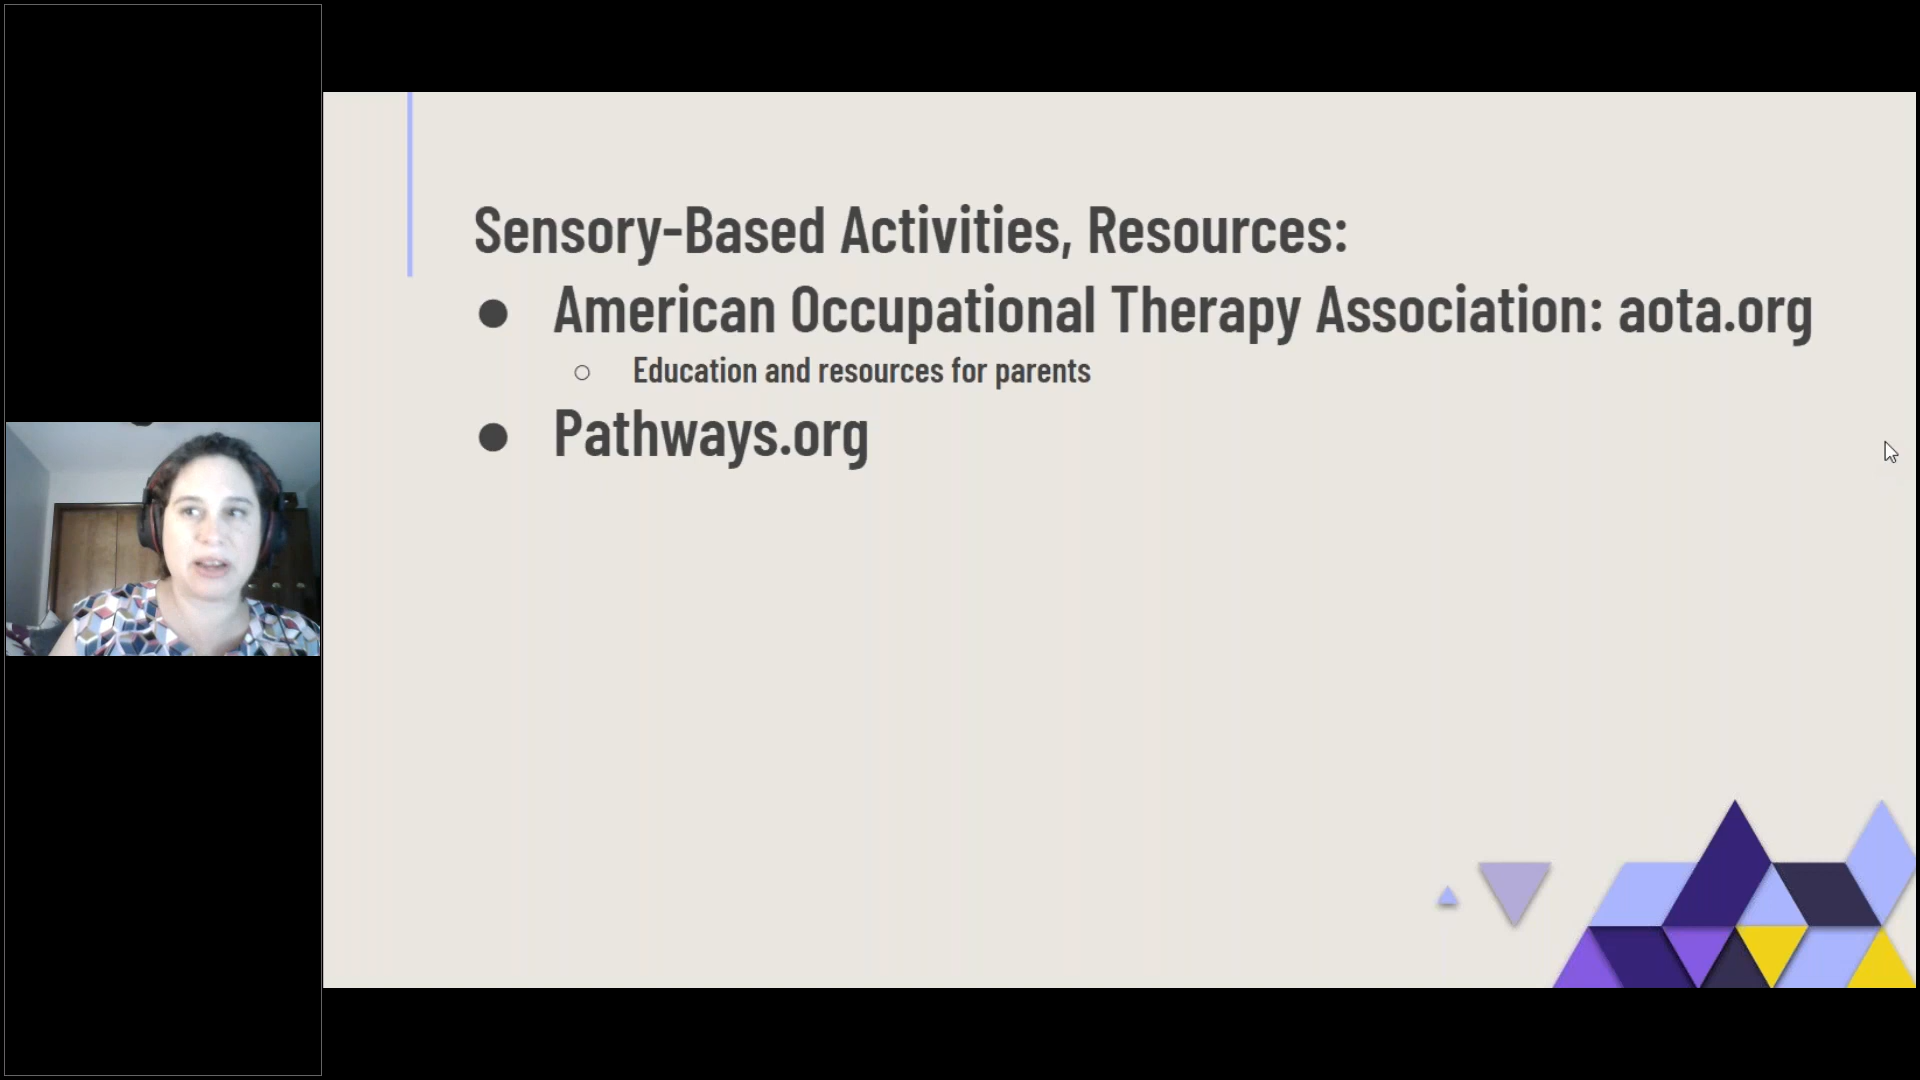 Sensory-Based Activities, Resources:
● American Occupational Therapy Association: aota.org
○ Education and resources for parents
● Pathways.org